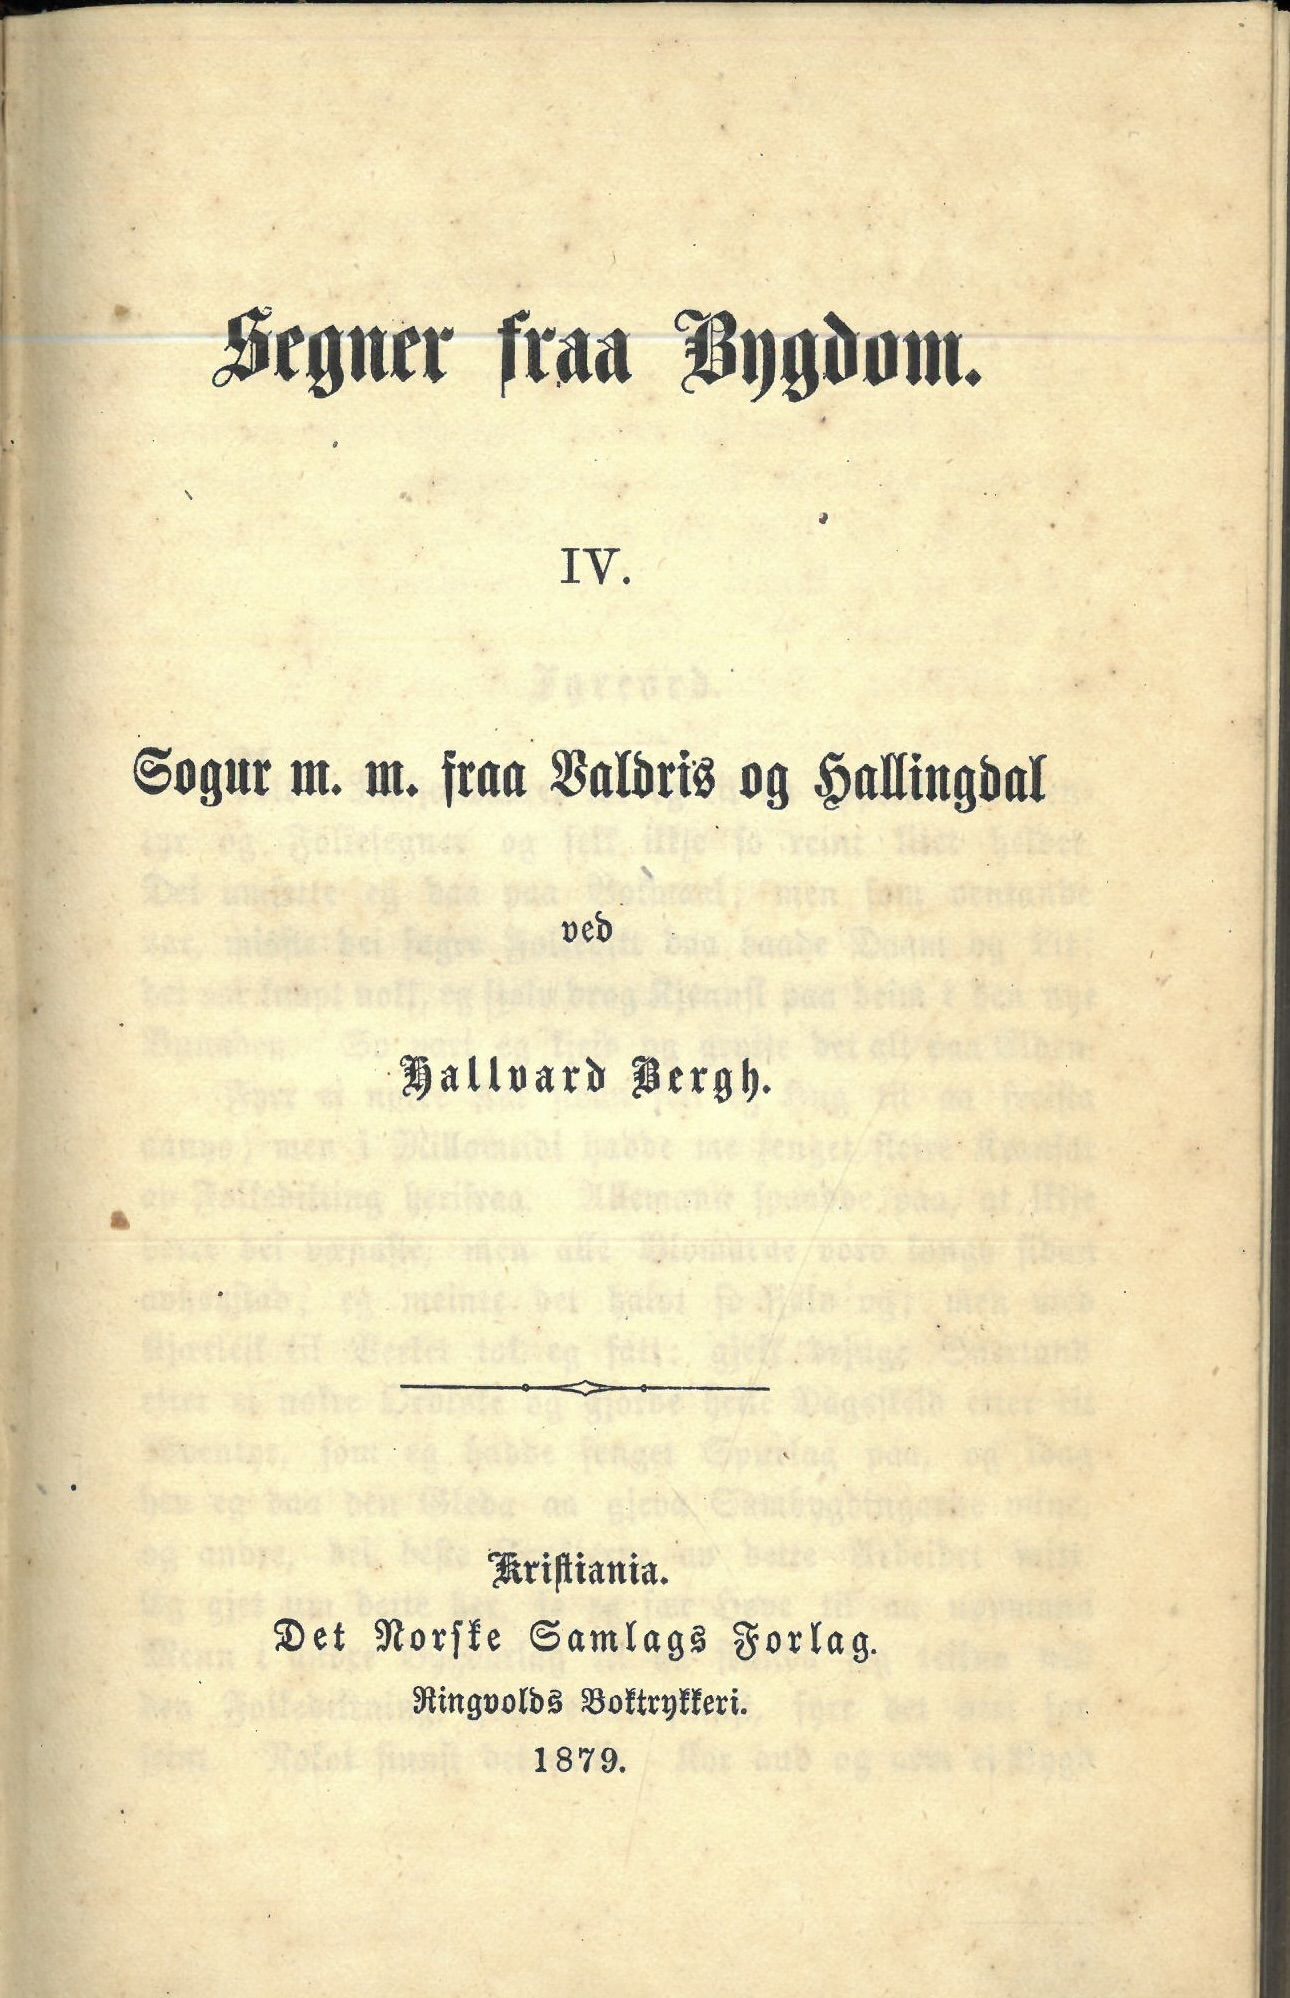 Segner fraa Bygdom.
IV.
Sogur m. m. fraa Valdris og Hallingdal
ved
Hallvard Bergh.
Kristiania.
Det Norske Samlags Forlag.
Ringvolds Boktrykkeri.
1879.